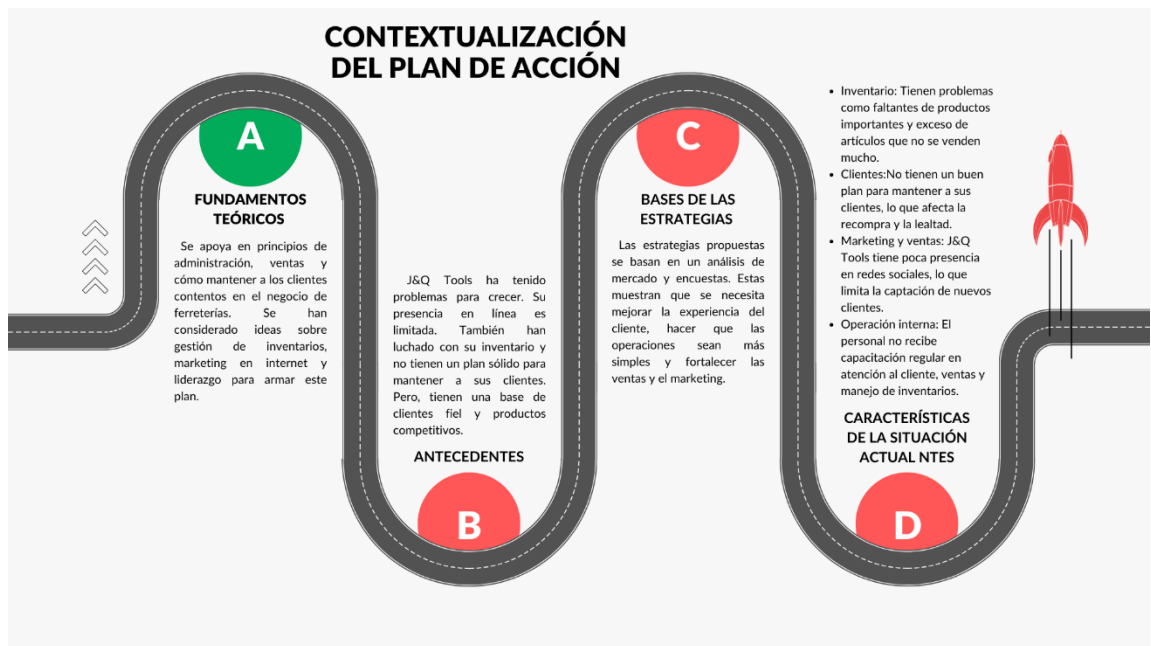 CONTEXTUALIZACIÓN
DEL PLAN DE ACCIÓN
A
FUNDAMENTOS
TEÓRICOS
Se apoya en principios de
administración, ventas y
cómo mantener a los clientes
contentos en el negocio de
ferreterías. Se han
considerado ideas sobre
gestión de inventarios,
marketing en internet y
liderazgo para armar este
plan.
J&Q Tools ha tenido
problemas para crecer. Su
presencia en línea es
limitada. También han
luchado con su inventario y
no tienen un plan sólido para
mantener a sus clientes.
Pero, tienen una base de
clientes fiel y productos
competitivos.
ANTECEDENTES
B
C
BASES DE LAS
ESTRATEGIAS
Las estrategias propuestas
se basan en un análisis de
mercado y encuestas. Estas
muestran que se necesita
mejorar la experiencia del
cliente, hacer que las
operaciones sean más
simples y fortalecer las
ventas y el marketing.
• Inventario: Tienen problemas
como faltantes de productos
importantes y exceso de
artículos que no se venden
mucho.
• Clientes:No tienen un buen
plan para mantener a sus
clientes, lo que afecta la
recompra y la lealtad.
• Marketing y ventas: J&Q
Tools tiene poca presencia
en redes sociales, lo que
limita la captación de nuevos
clientes.
• Operación interna: El
personal no recibe
capacitación regular en
atención al cliente, ventas y
manejo de inventarios.
CARACTERÍSTICAS
DE LA SITUACIÓN
ACTUAL NTES
D